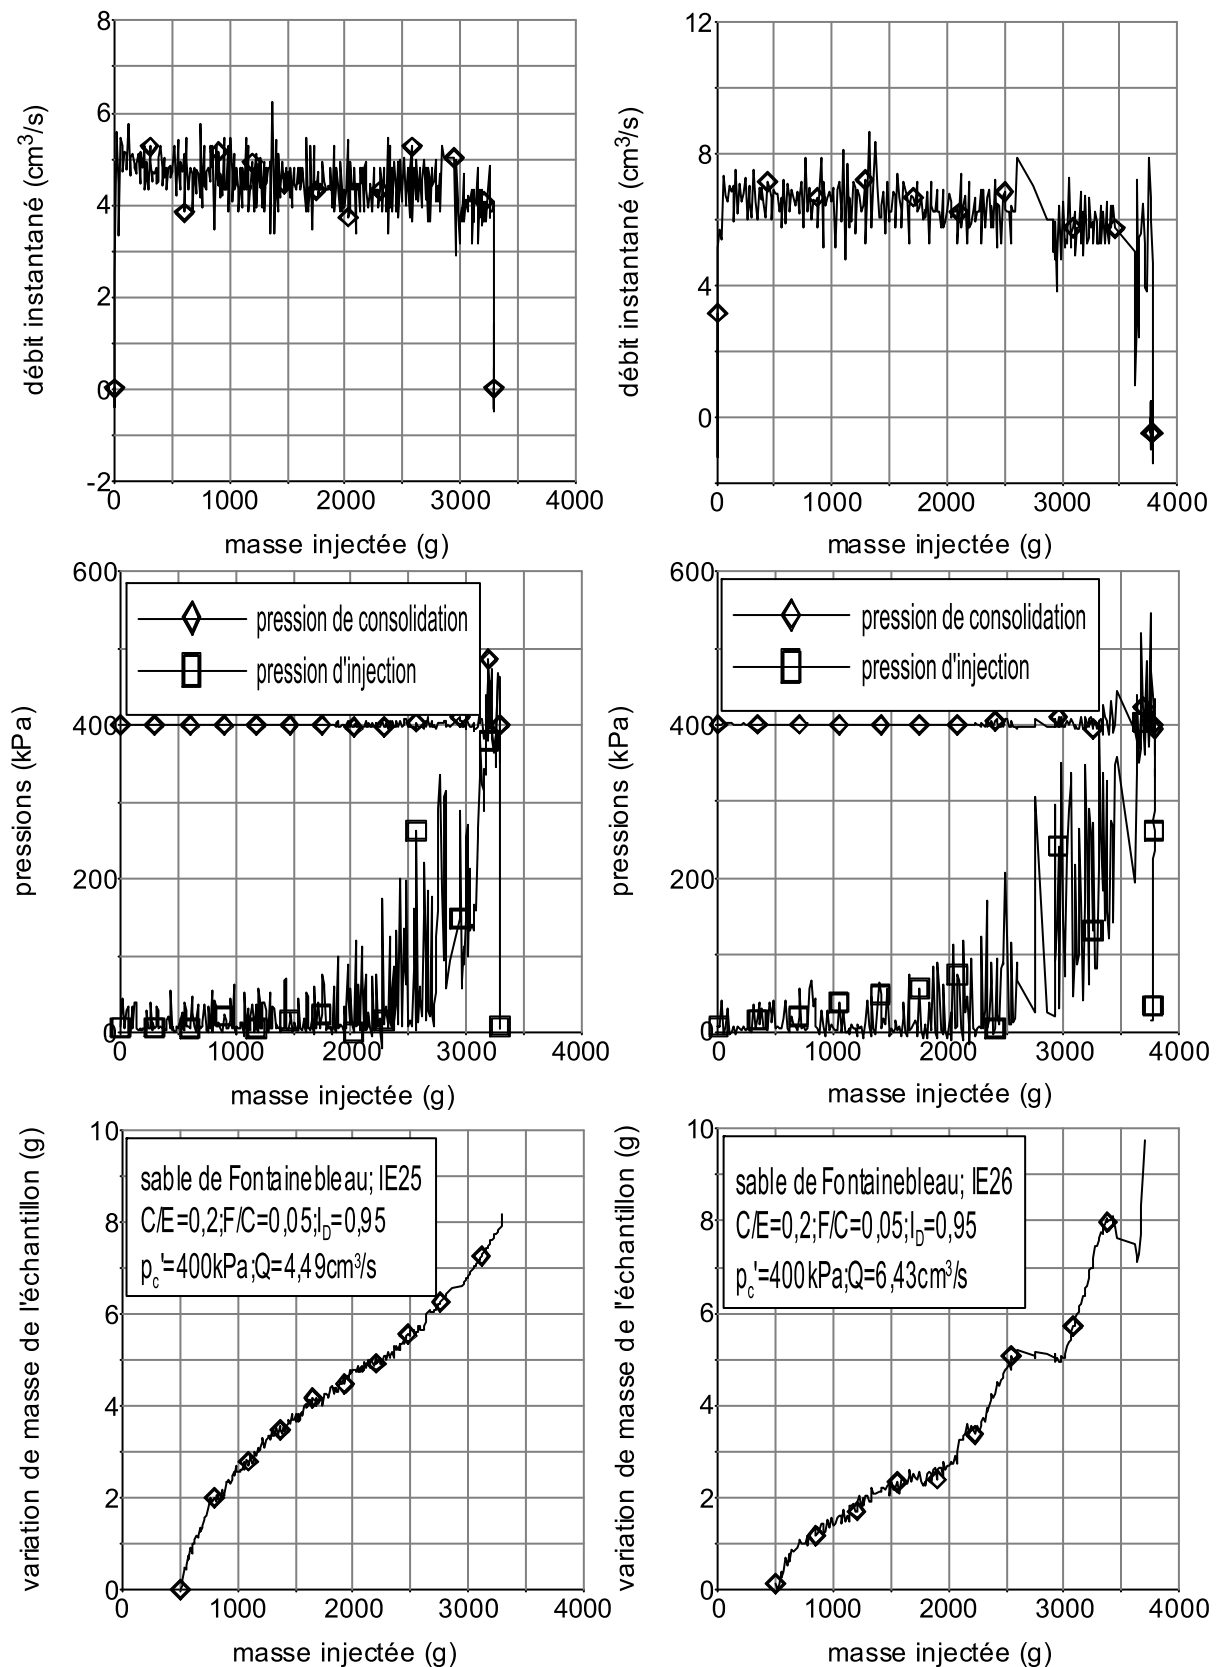 8
6
4
2
0
-2
0
1000
2000
3000
4000
débit instantané (cm³/s)
masse injectée (g)
12
8
4
0
0
1000
2000
3000
4000
débit instantané (cm³/s)
masse injectée (g)
600
400
200
0
0
1000
2000
3000
4000
pression de consolidation
pression d'injection
pressions (kPa)
masse injectée (g)
600
400
200
0
0
1000
2000
3000
4000
pression de consolidation
pression d'injection
pressions (kPa)
masse injectée (g)
10
8
6
4
2
0
0
1000
2000
3000
4000
sable de Fontainebleau; IE25
C/E=0,2;F/C=0,05;I_D=0,95
p_c'=400kPa;Q=4,49cm³/s
variation de masse de l'échantillon (g)
masse injectée (g)
10
8
6
4
2
0
0
1000
2000
3000
4000
sable de Fontainebleau; IE26
C/E=0,2;F/C=0,05;I_D=0,95
p_c'=400kPa;Q=6,43cm³/s
variation de masse de l'échantillon (g)
masse injectée (g)